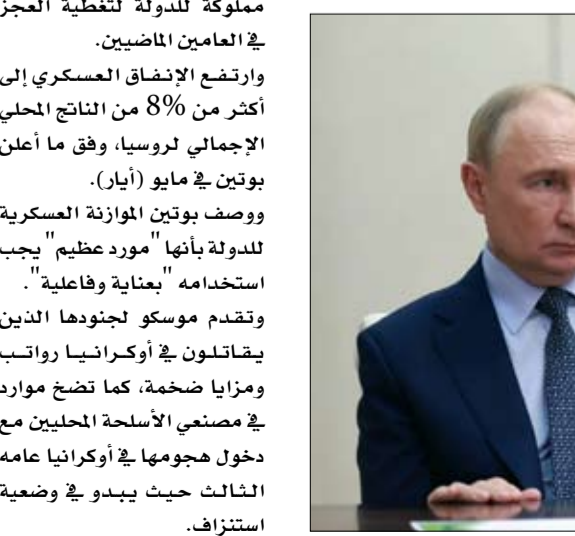 مملوكة للدولة لتغطية العجز
في العامين الماضيين.
وارتفع الإنفاق العسكري إلى
أكثر من 8% من الناتج المحلي
الإجمالي لروسيا، وفق ما أعلن
بوتين في مايو (أيار).
ووصف بوتين الموازنة العسكرية
للدولة بأنها "مورد عظيم" يجب
استخدامه "بعناية وفاعلية".
وتقدم موسكو لجنودها الذين
يقاتلون في أوكرانيا رواتب
ومزايا ضخمة، كما تضخ موارد
في مصنعي الأسلحة المحليين مع
دخول هجومها في أوكرانيا عامه
الثالث حيث يبدو في وضعية
استنزاف.